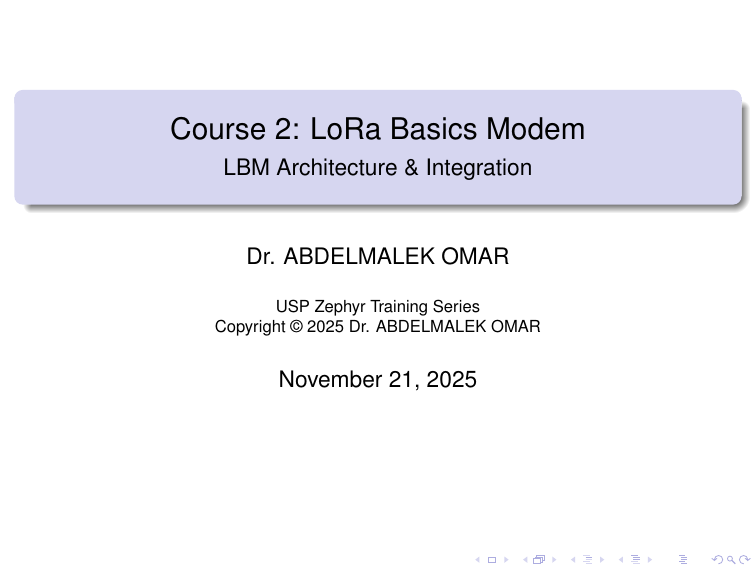 Course 2: LoRa Basics Modem
LBM Architecture & Integration
Dr. ABDELMALEK OMAR
USP Zephyr Training Series
Copyright © 2025 Dr. ABDELMALEK OMAR
November 21, 2025